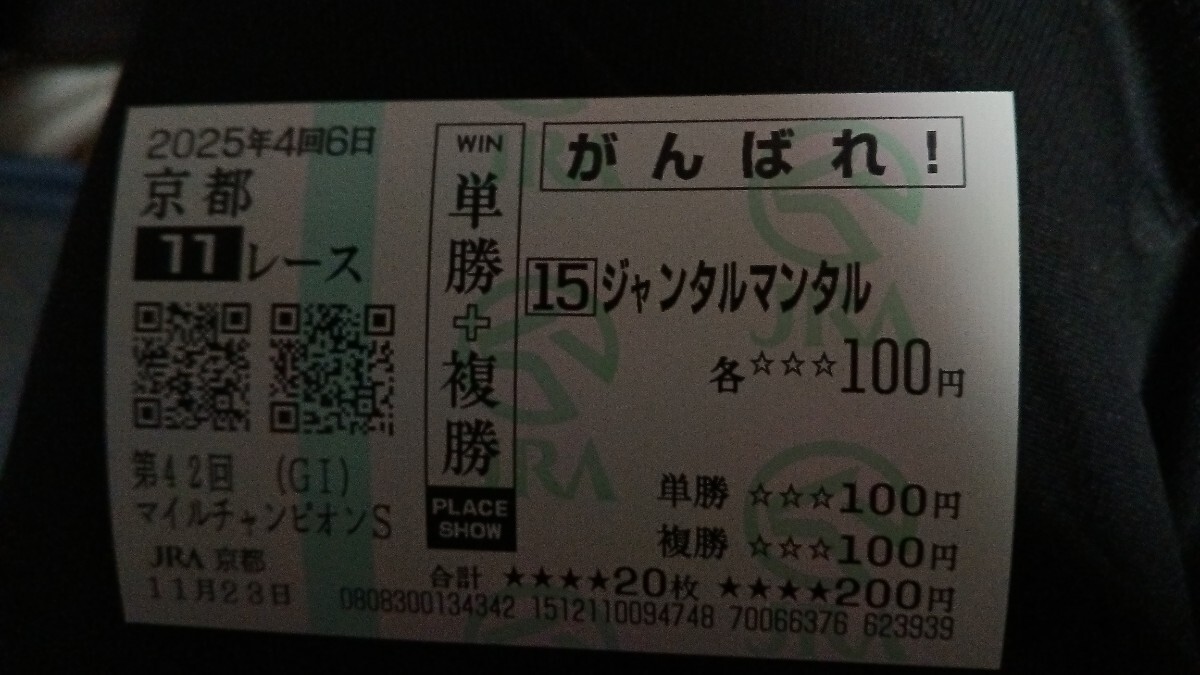 2025年4回6日
京都
11レース
第42回 (GI)
マイルチャンピオンS
JRA 京都
11月23日
WIN
単勝+複勝
PLACE
SHOW
がんばれ!
15 ジャンタルマンタル
各☆☆☆100円
単勝 ☆☆☆100円
複勝 ☆☆☆100円
合計 ★★★★20枚 ★★★★200円
0808300134342 1512110094748 70066376 623939
JRA
JRA